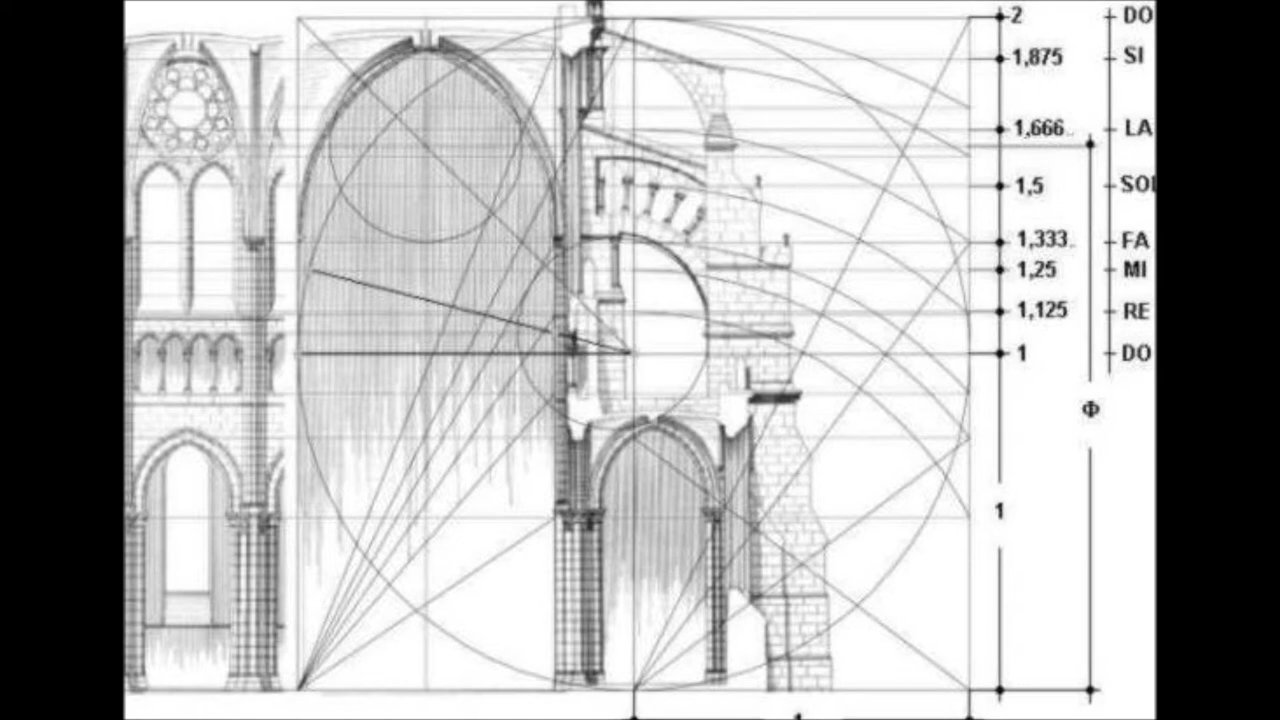 2 DO
1,875 SI
1,666.. LA
1,5 SOL
1,333.. FA
1,25 MI
1,125 RE
1 DO
Φ
1
1